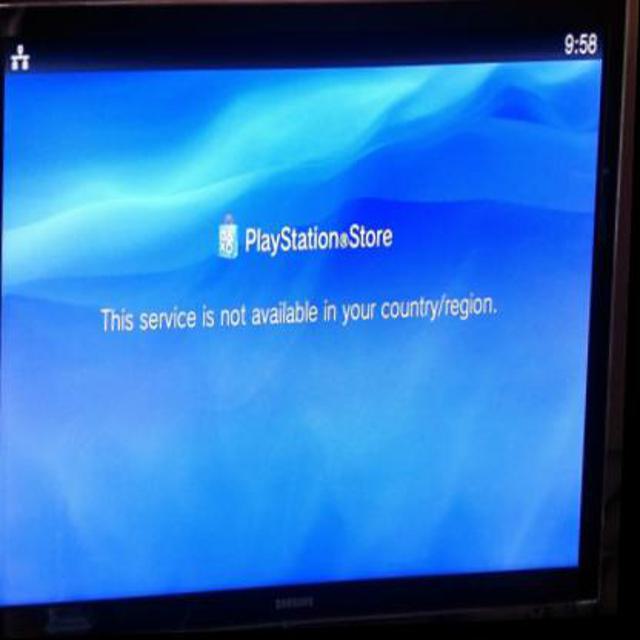 9:58
PlayStation®Store
This service is not available in your country/region.
SAMSUNG